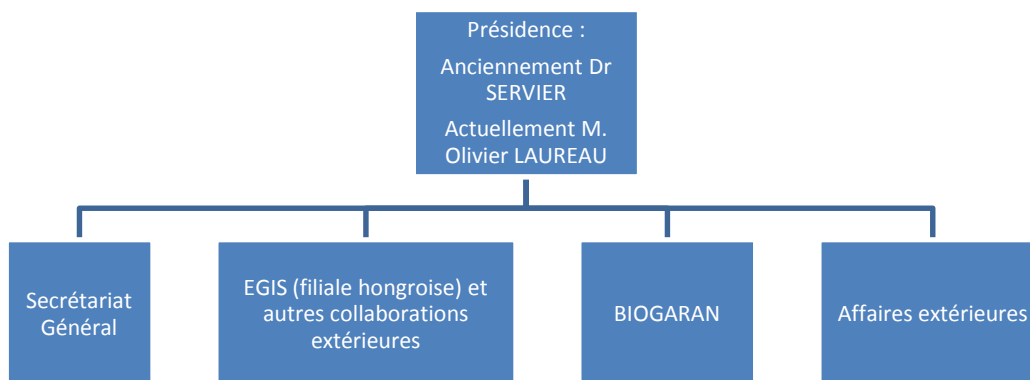 Présidence :
Anciennement Dr
SERVIER
Actuellement M.
Olivier LAUREAU
Secrétariat
Général
EGIS (filiale hongroise) et
autres collaborations
extérieures
BIOGARAN
Affaires extérieures